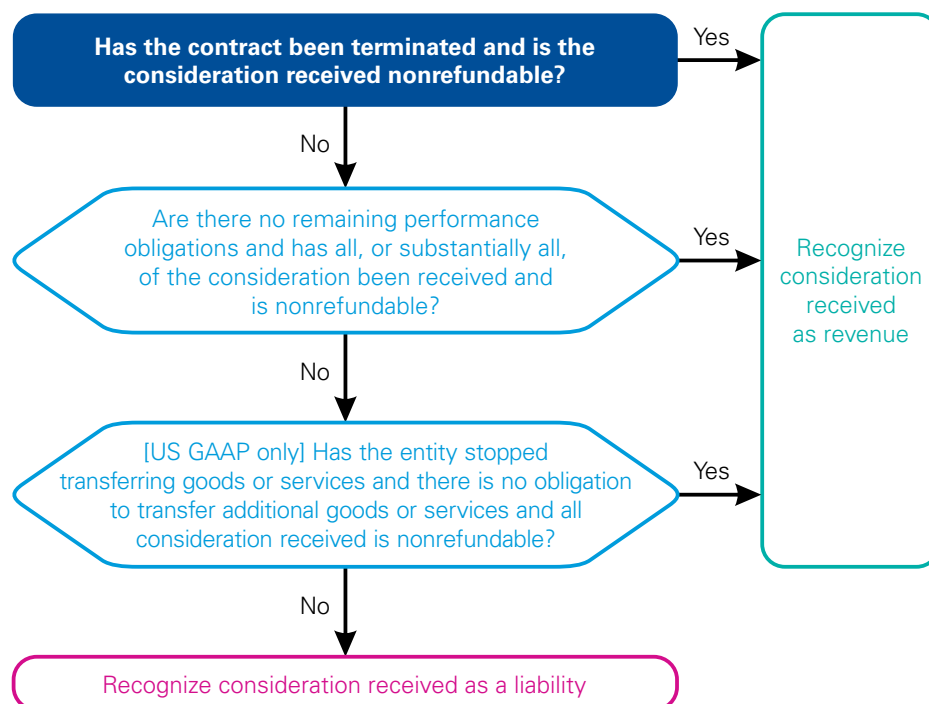 Has the contract been terminated and is the
consideration received nonrefundable?
Yes
No
Are there no remaining performance
obligations and has all, or substantially all,
of the consideration been received and
is nonrefundable?
Yes
Recognize
consideration
received
as revenue
No
[US GAAP only] Has the entity stopped
transferring goods or services and there is no obligation
to transfer additional goods or services and all
consideration received is nonrefundable?
Yes
No
Recognize consideration received as a liability